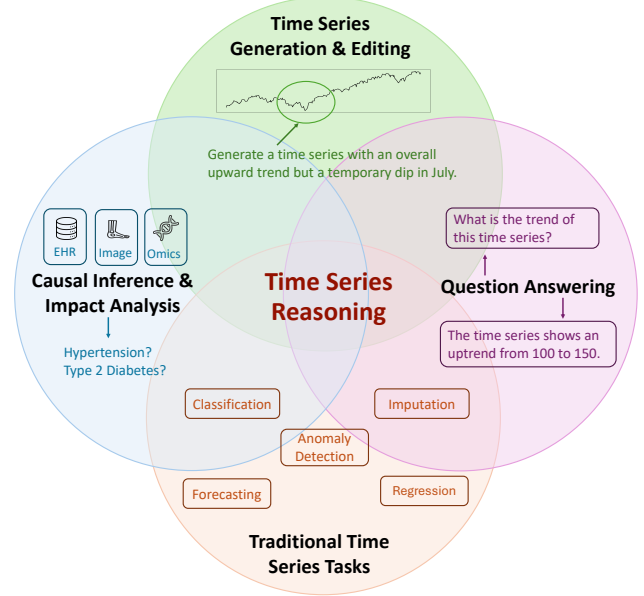 Time Series
Generation & Editing
Generate a time series with an overall
upward trend but a temporary dip in July.
EHR
Image
Omics
Causal Inference &
Impact Analysis
Hypertension?
Type 2 Diabetes?
Time Series
Reasoning
What is the trend of
this time series?
Question Answering
The time series shows an
uptrend from 100 to 150.
Classification
Imputation
Anomaly
Detection
Forecasting
Regression
Traditional Time
Series Tasks